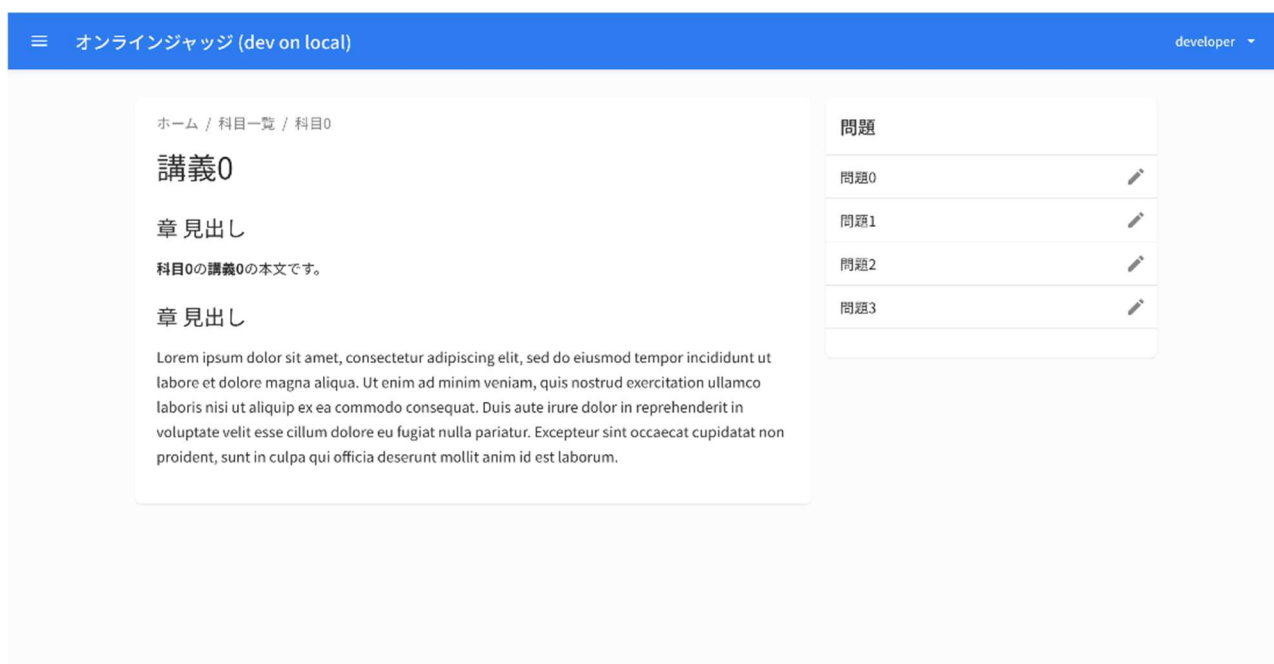 オンラインジャッジ (dev on local)
developer
ホーム / 科目一覧 / 科目0
講義0
章 見出し
科目0の講義0の本文です。
章 見出し
Lorem ipsum dolor sit amet, consectetur adipiscing elit, sed do eiusmod tempor incididunt ut
labore et dolore magna aliqua. Ut enim ad minim veniam, quis nostrud exercitation ullamco
laboris nisi ut aliquip ex ea commodo consequat. Duis aute irure dolor in reprehenderit in
voluptate velit esse cillum dolore eu fugiat nulla pariatur. Excepteur sint occaecat cupidatat non
proident, sunt in culpa qui officia deserunt mollit anim id est laborum.
問題
問題0
問題1
問題2
問題3